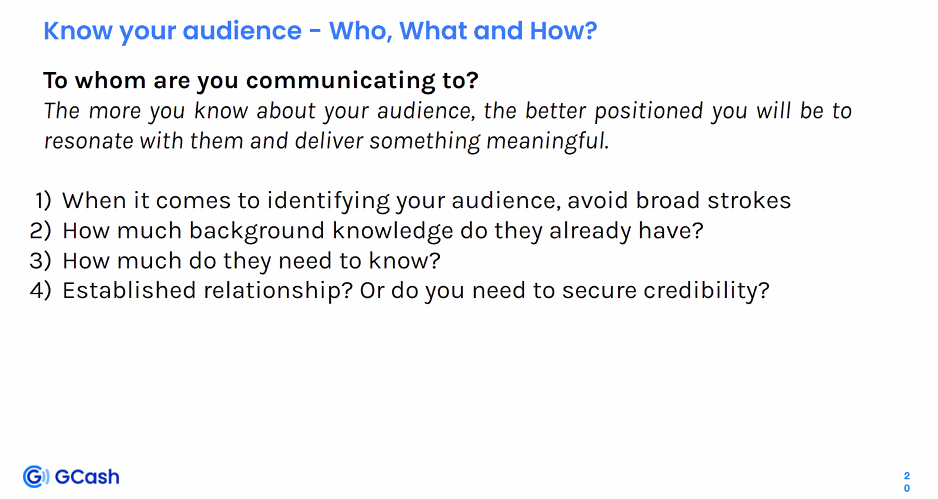 Know your audience - Who, What and How?
To whom are you communicating to?
The more you know about your audience, the better positioned you will be to
resonate with them and deliver something meaningful.
1) When it comes to identifying your audience, avoid broad strokes
2) How much background knowledge do they already have?
3) How much do they need to know?
4) Established relationship? Or do you need to secure credibility?
GCash
2
0